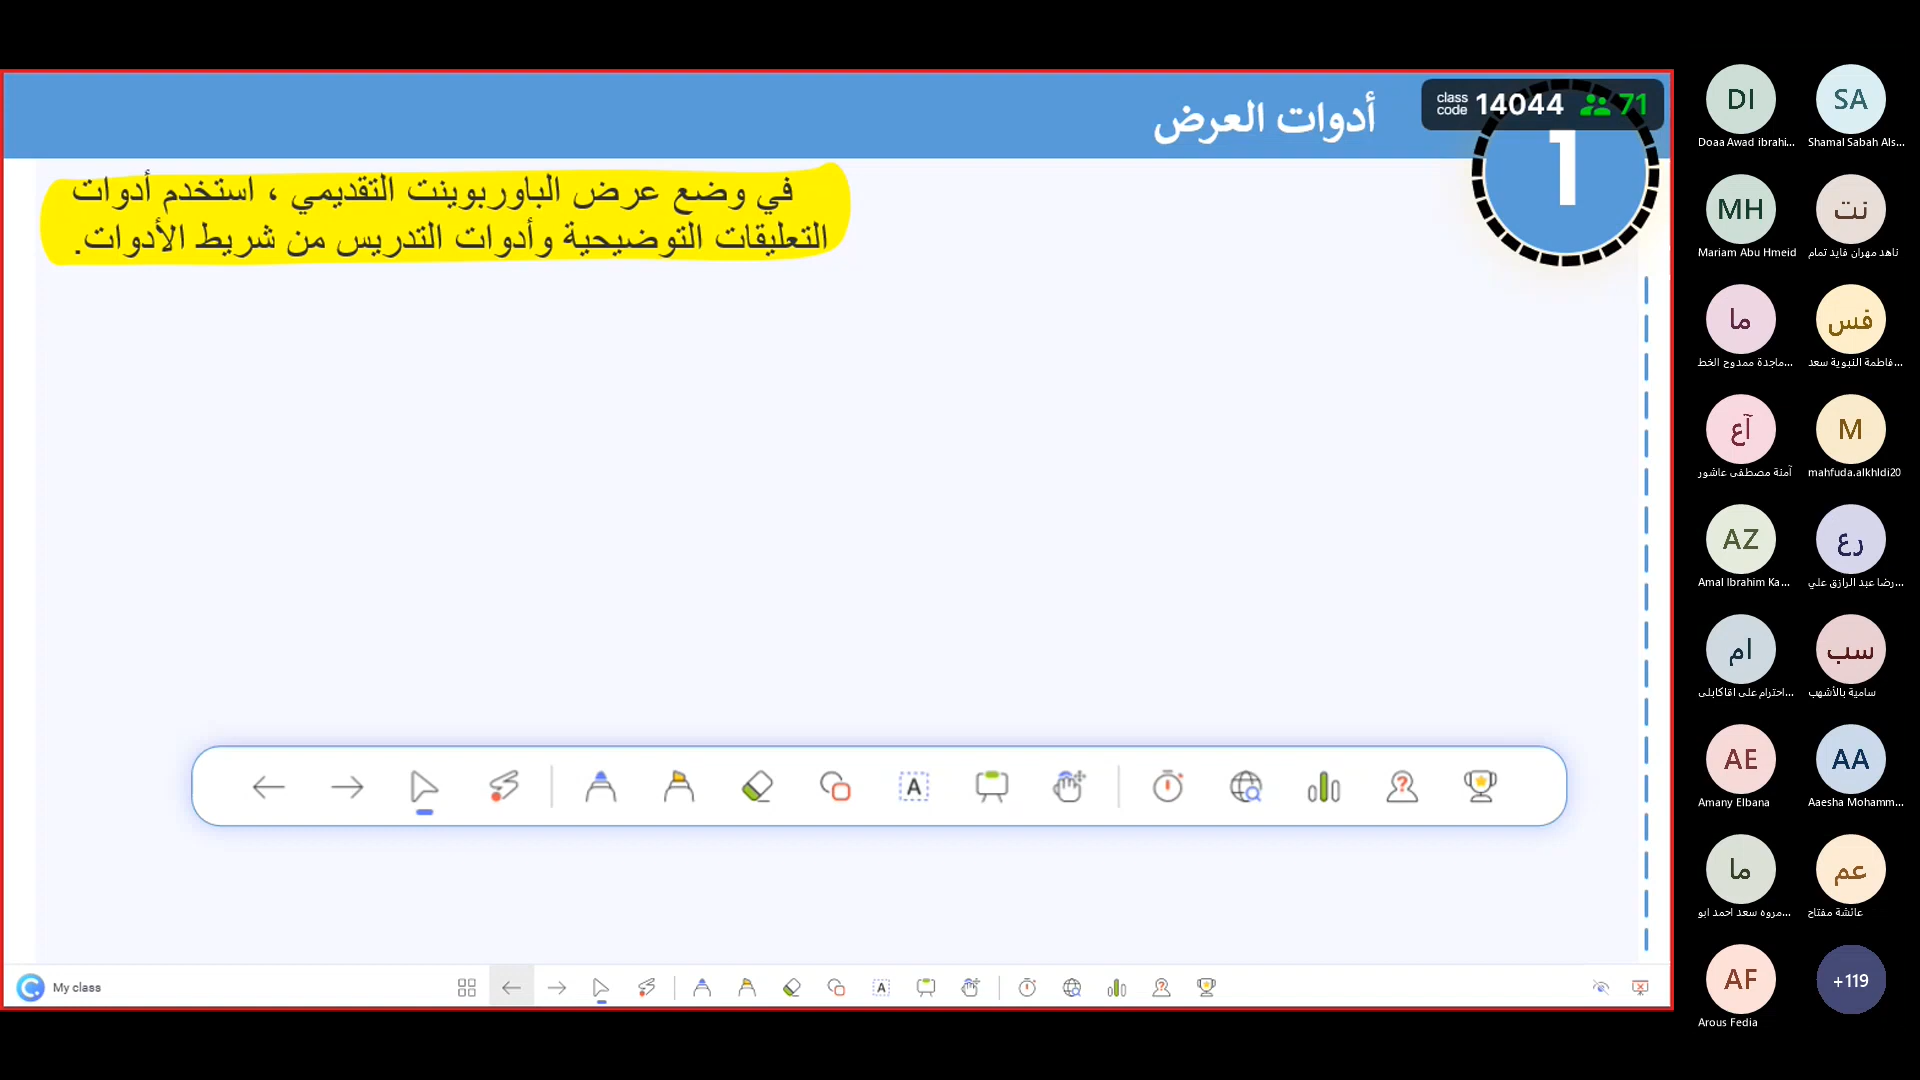 أدوات العرض
class code 14044 71
1
في وضع عرض الباوربوينت التقديمي ، استخدم أدوات
التعليقات التوضيحية وأدوات التدريس من شريط الأدوات.
A
My class
A
DI
SA
Doaa Awad ibrahi...
Shamal Sabah Als...
MH
نت
Mariam Abu Hmeid
ناهد مهران فايد تمام
ما
فس
ماجدة ممدوح الخط...
فاطمة النبوية سعد...
آع
M
آمنة مصطفى عاشور
mahfuda.alkhldi20
AZ
رع
Amal Ibrahim Ka...
رضا عبد الرازق علي...
ام
سب
احترام على اقاكابلى...
سامية بالأشهب
AE
AA
Amany Elbana
Aaesha Mohamm...
ما
عم
مروه سعد احمد ابو...
عائشة مفتاح
AF
+119
Arous Fedia